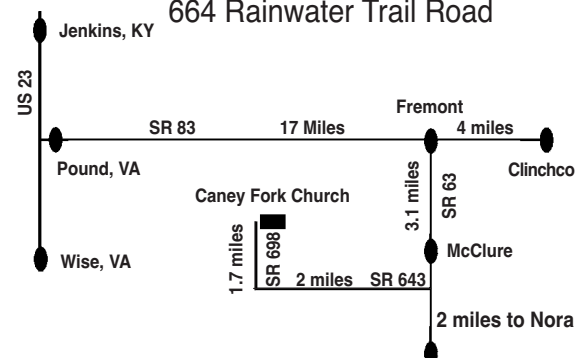 664 Rainwater Trail Road
Jenkins, KY
US 23
Fremont
SR 83 17 Miles 4 miles
Pound, VA
Clinchco
Caney Fork Church
3.1 miles
SR 63
1.7 miles
SR 698
McClure
Wise, VA
2 miles SR 643
2 miles to Nora